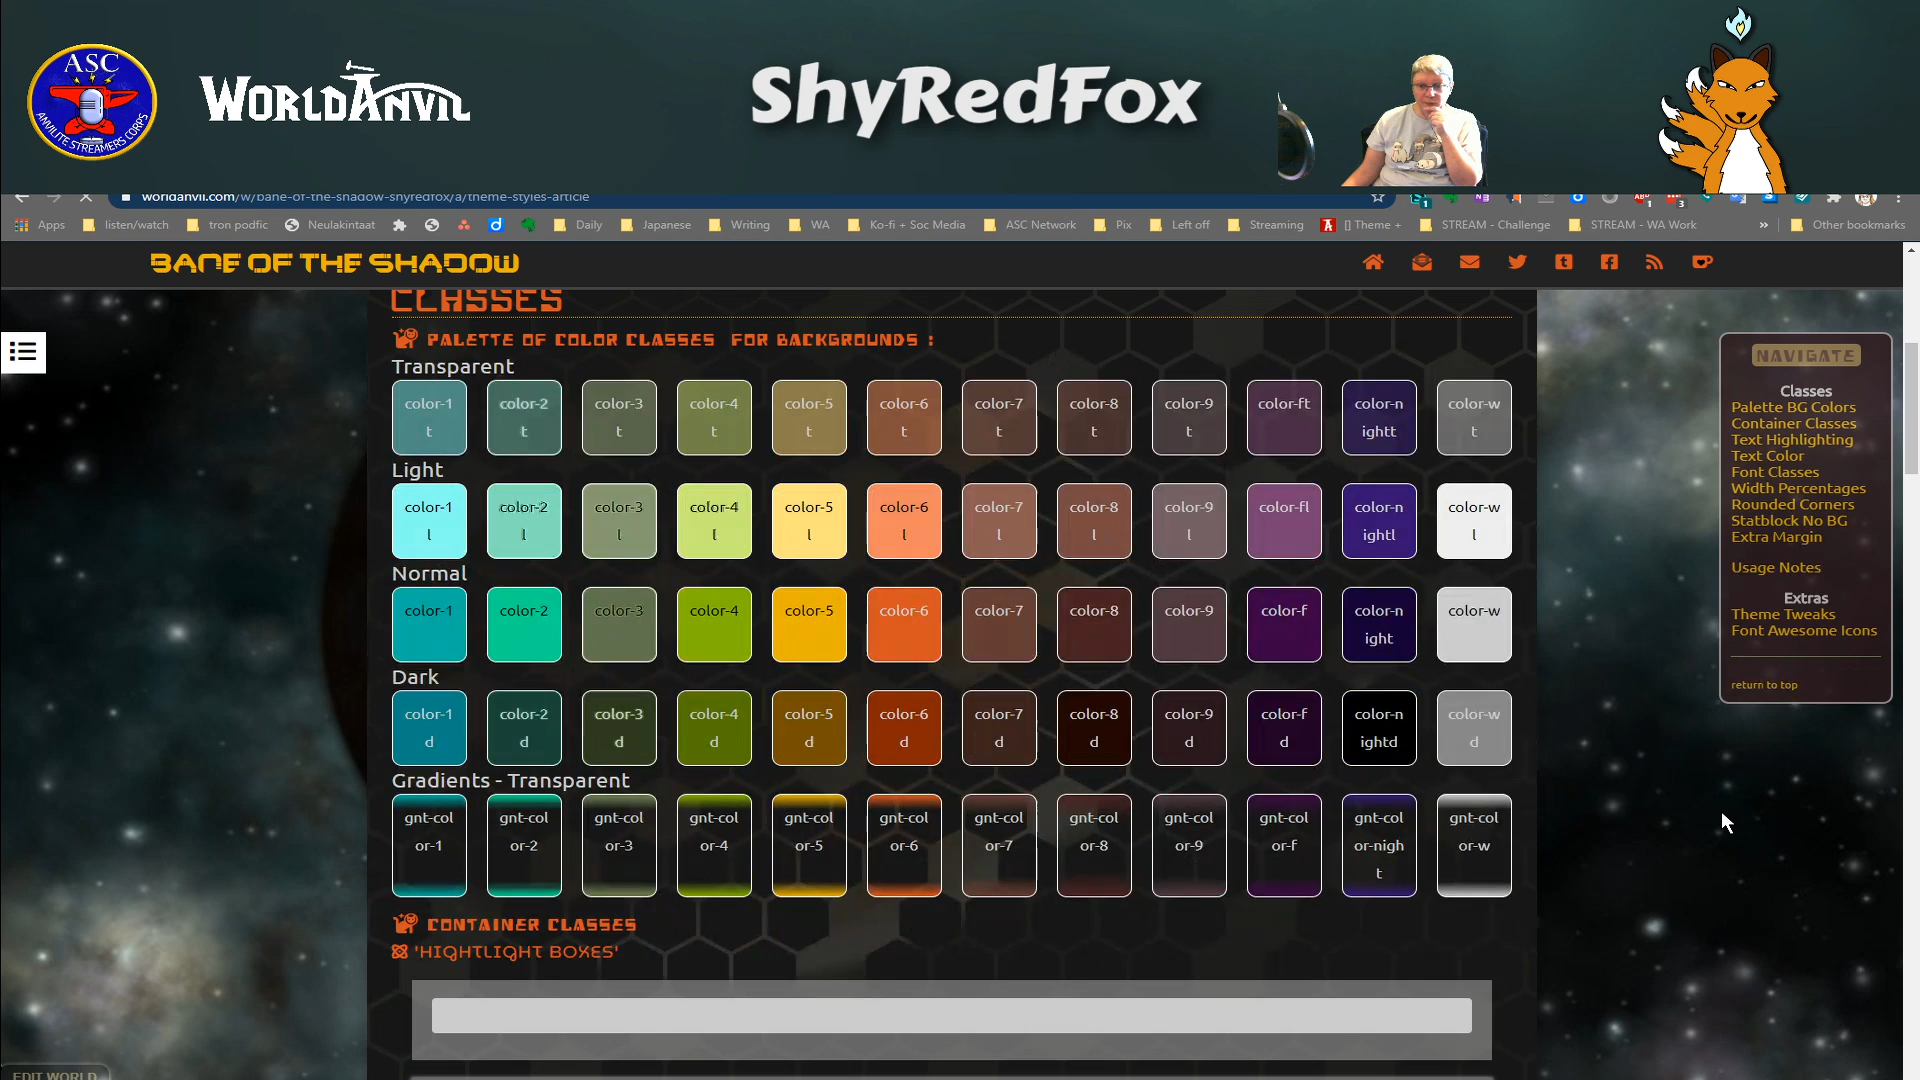 ASC
ANVILITE STREAMERS CORPS
WORLDANVIL
ShyRedFox
worldanvil.com/w/bane-of-the-shadow-shyredfox/a/theme-styles-article
Apps listen/watch tron podfic Neulakintaat Daily Japanese Writing WA Ko-fi + Soc Media ASC Network Pix Left off Streaming [] Theme + STREAM - Challenge STREAM - WA Work » Other bookmarks
BANE OF THE SHADOW
CLASSES
PALETTE OF COLOR CLASSES FOR BACKGROUNDS :
Transparent
color-1 color-2 color-3 color-4 color-5 color-6 color-7 color-8 color-9 color-ft color-n color-w
t t t t t t t t t ightt t
Light
color-1 color-2 color-3 color-4 color-5 color-6 color-7 color-8 color-9 color-fl color-n color-w
l l l l l l l l l ightl l
Normal
color-1 color-2 color-3 color-4 color-5 color-6 color-7 color-8 color-9 color-f color-n color-w
ight
Dark
color-1 color-2 color-3 color-4 color-5 color-6 color-7 color-8 color-9 color-f color-n color-w
d d d d d d d d d d ightd d
Gradients - Transparent
gnt-col gnt-col gnt-col gnt-col gnt-col gnt-col gnt-col gnt-col gnt-col gnt-col gnt-col gnt-col
or-1 or-2 or-3 or-4 or-5 or-6 or-7 or-8 or-9 or-f or-nigh or-w
t
CONTAINER CLASSES
'HIGHTLIGHT BOXES'
NAVIGATE
Classes
Palette BG Colors
Container Classes
Text Highlighting
Text Color
Font Classes
Width Percentages
Rounded Corners
Statblock No BG
Extra Margin
Usage Notes
Extras
Theme Tweaks
Font Awesome Icons
return to top
EDIT WORLD